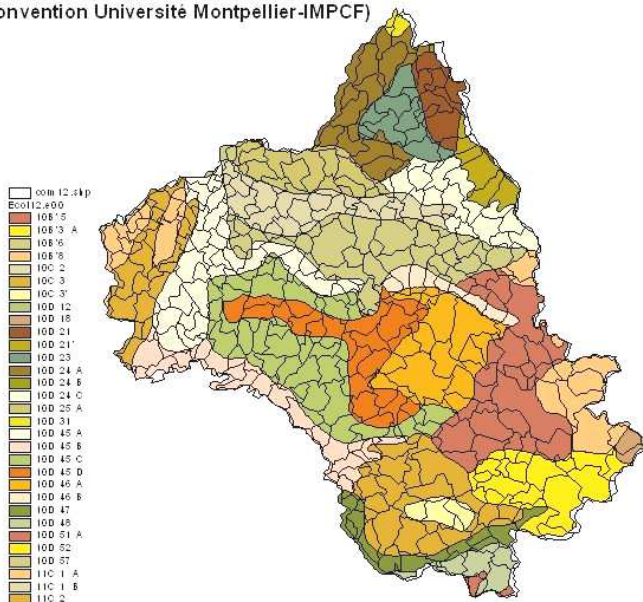 onvention Université Montpellier-IMPCF)
com 12.shp
Ecol12.e00
10B'5
10B'3 A
10B'6
10B'8
10C 2
10C 3
10C 3'
10D 12
10D 18
10D 21
10D 21'
10D 23
10D 24 A
10D 24 B
10D 24 C
10D 25 A
10D 31
10D 45 A
10D 45 B
10D 45 C
10D 45 D
10D 46 A
10D 46 B
10D 47
10D 48
10D 51 A
10D 52
10D 57
11C 1 A
11C 1 B
11C 2